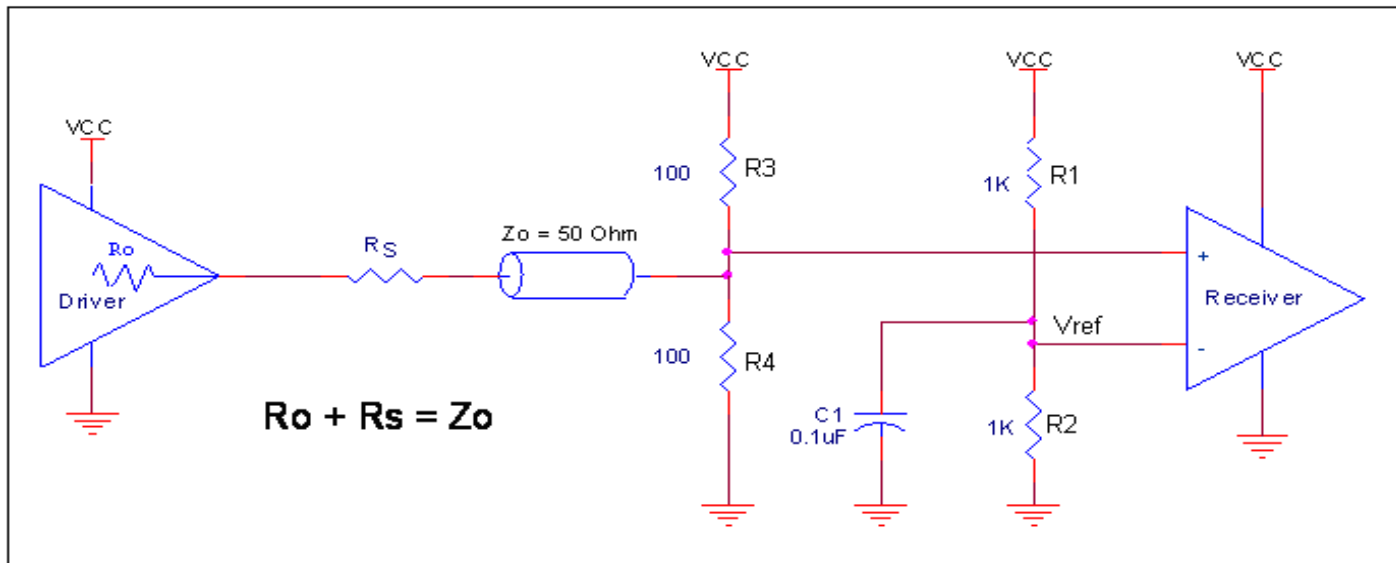 VCC
VCC
VCC
VCC
Ro
Driver
RS
Zo = 50 Ohm
100
R3
100
R4
1K
R1
1K
R2
C1
0.1uF
Vref
+
-
Receiver
Ro + Rs = Zo